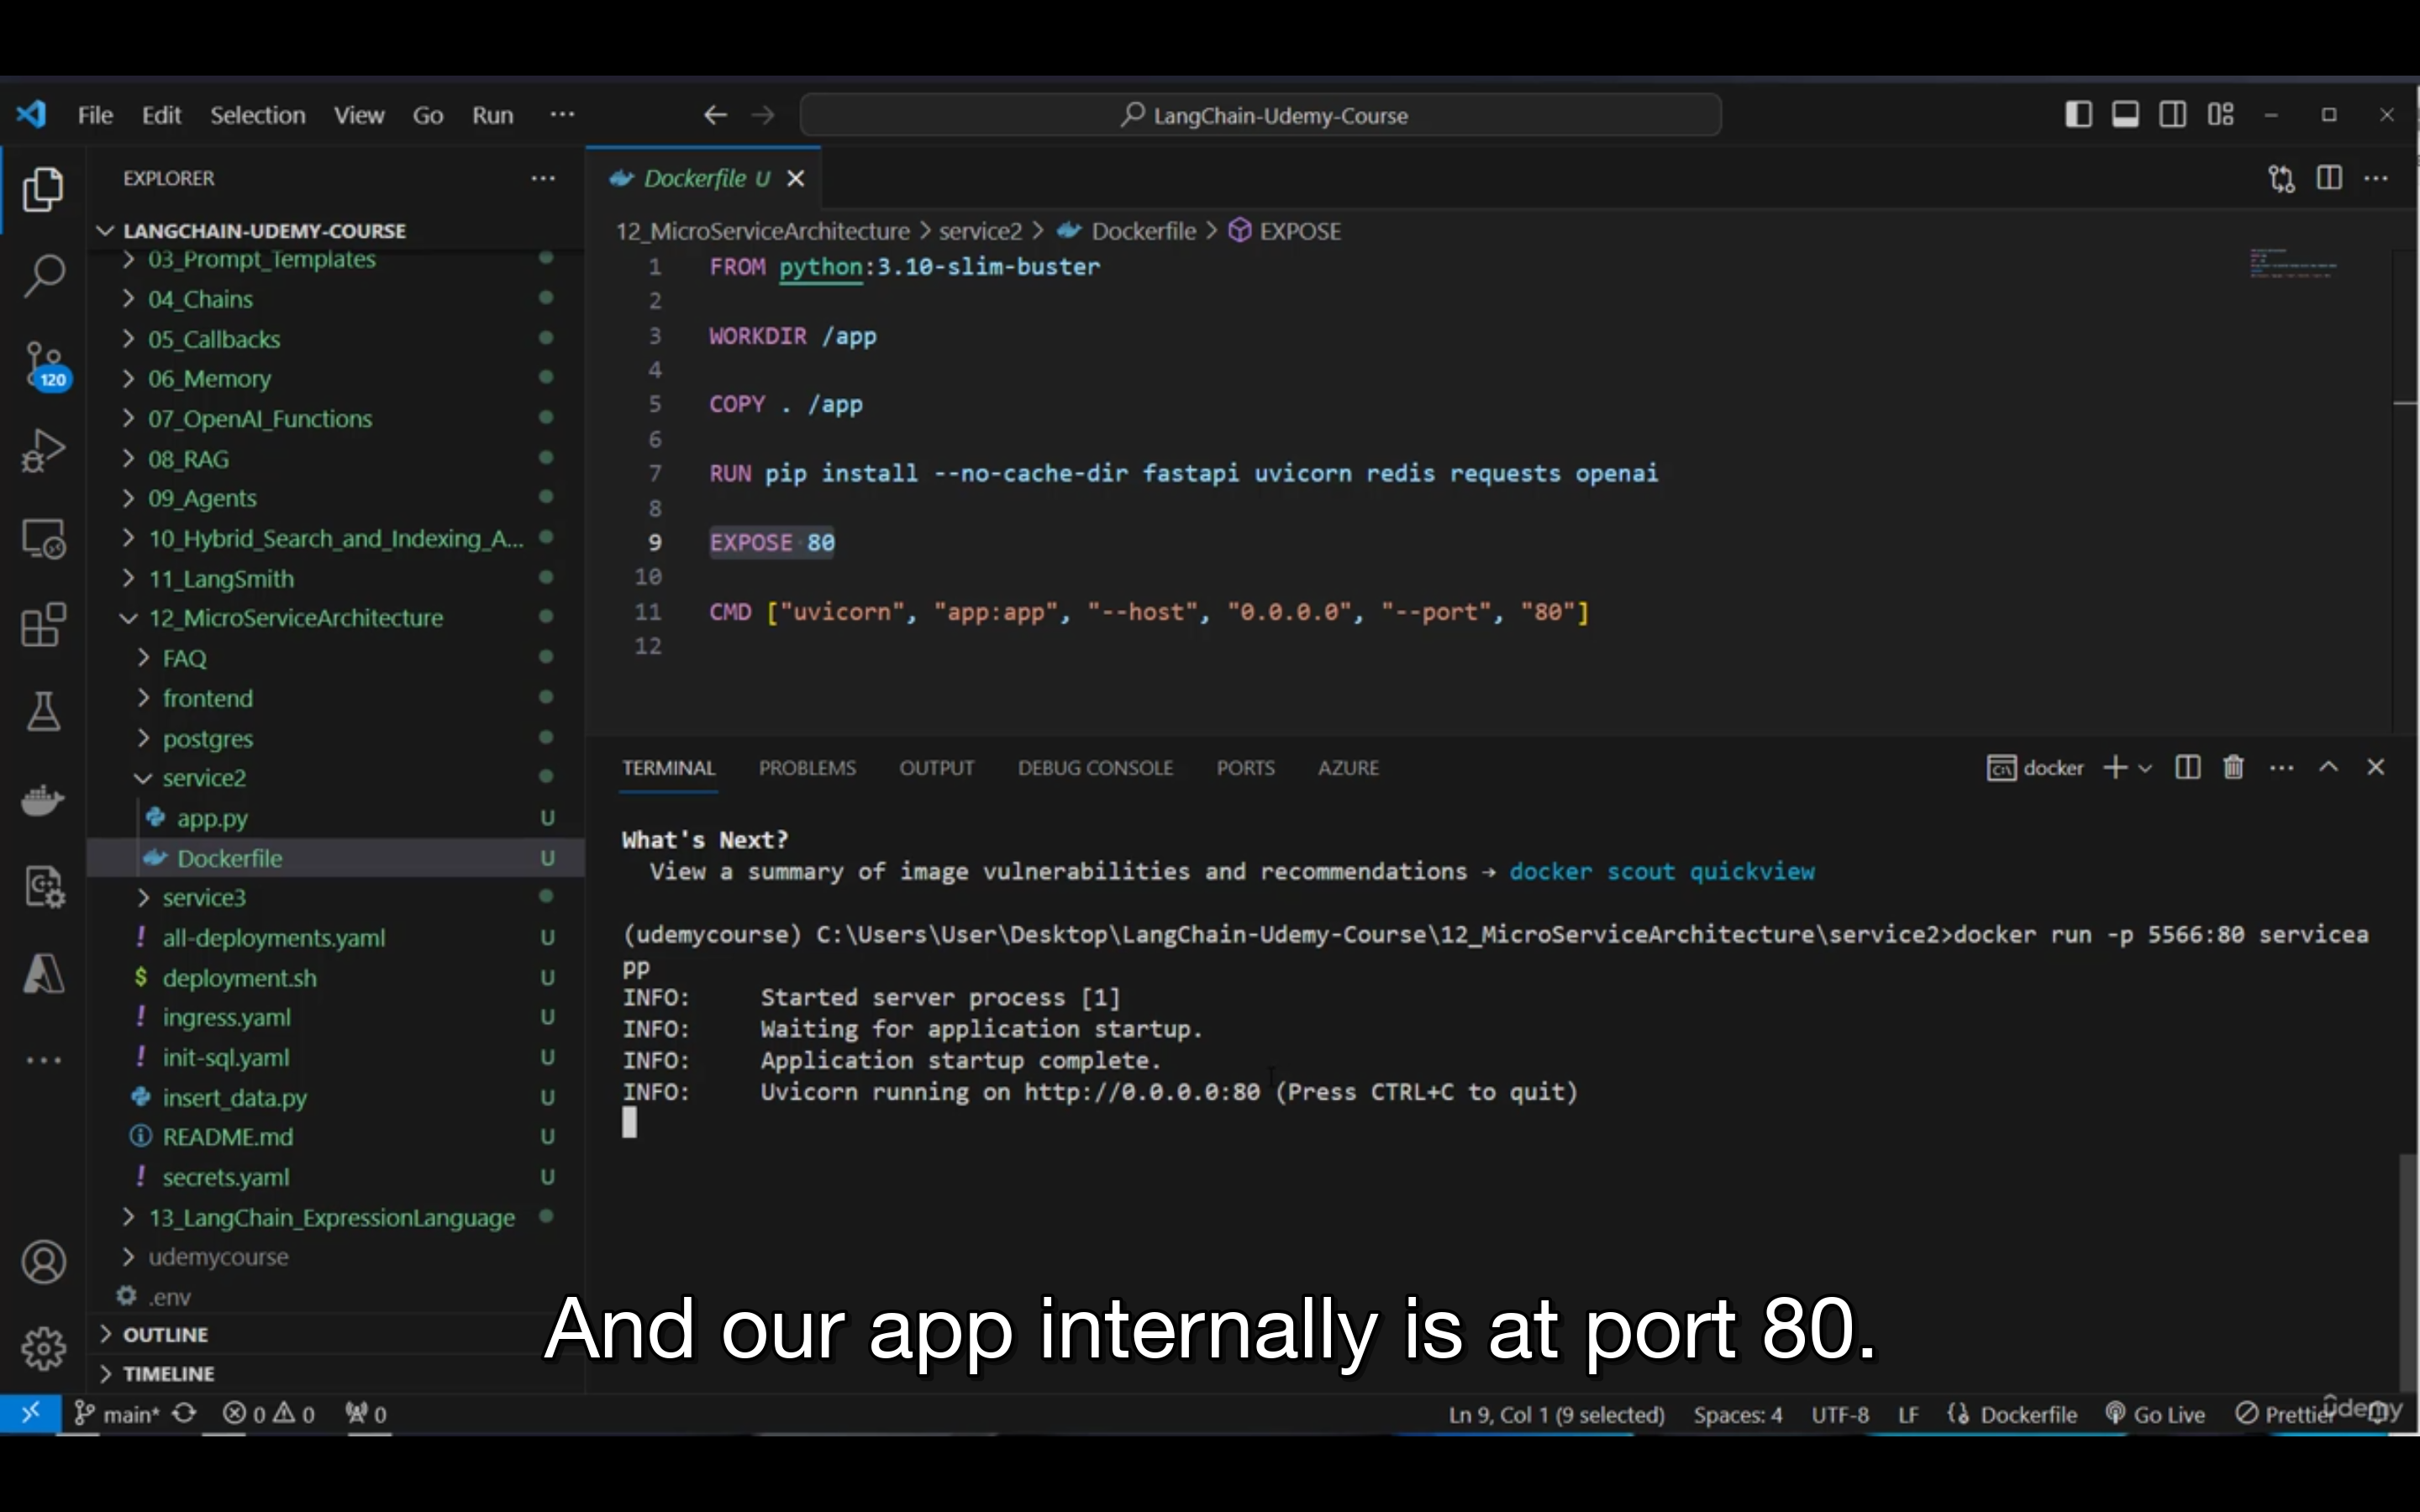 File Edit Selection View Go Run ··· LangChain-Udemy-Course
EXPLORER
LANGCHAIN-UDEMY-COURSE
03_Prompt_Templates
04_Chains
05_Callbacks
06_Memory
07_OpenAI_Functions
08_RAG
09_Agents
10_Hybrid_Search_and_Indexing_A...
11_LangSmith
12_MicroServiceArchitecture
FAQ
frontend
postgres
service2
app.py U
Dockerfile U
service3
all-deployments.yaml U
deployment.sh U
ingress.yaml U
init-sql.yaml U
insert_data.py U
README.md U
secrets.yaml U
13_LangChain_ExpressionLanguage
udemycourse
.env
OUTLINE
TIMELINE
120
Dockerfile U
12_MicroServiceArchitecture > service2 > Dockerfile > EXPOSE
1 FROM python:3.10-slim-buster
2
3 WORKDIR /app
4
5 COPY . /app
6
7 RUN pip install --no-cache-dir fastapi uvicorn redis requests openai
8
9 EXPOSE 80
10
11 CMD ["uvicorn", "app:app", "--host", "0.0.0.0", "--port", "80"]
12
TERMINAL PROBLEMS OUTPUT DEBUG CONSOLE PORTS AZURE docker
What's Next?
View a summary of image vulnerabilities and recommendations → docker scout quickview
(udemycourse) C:\Users\User\Desktop\LangChain-Udemy-Course\12_MicroServiceArchitecture\service2>docker run -p 5566:80 servicea
pp
INFO: Started server process [1]
INFO: Waiting for application startup.
INFO: Application startup complete.
INFO: Uvicorn running on http://0.0.0.0:80 (Press CTRL+C to quit)
And our app internally is at port 80.
main* 0 0 0 Ln 9, Col 1 (9 selected) Spaces: 4 UTF-8 LF Dockerfile Go Live Prettier
ûdemy